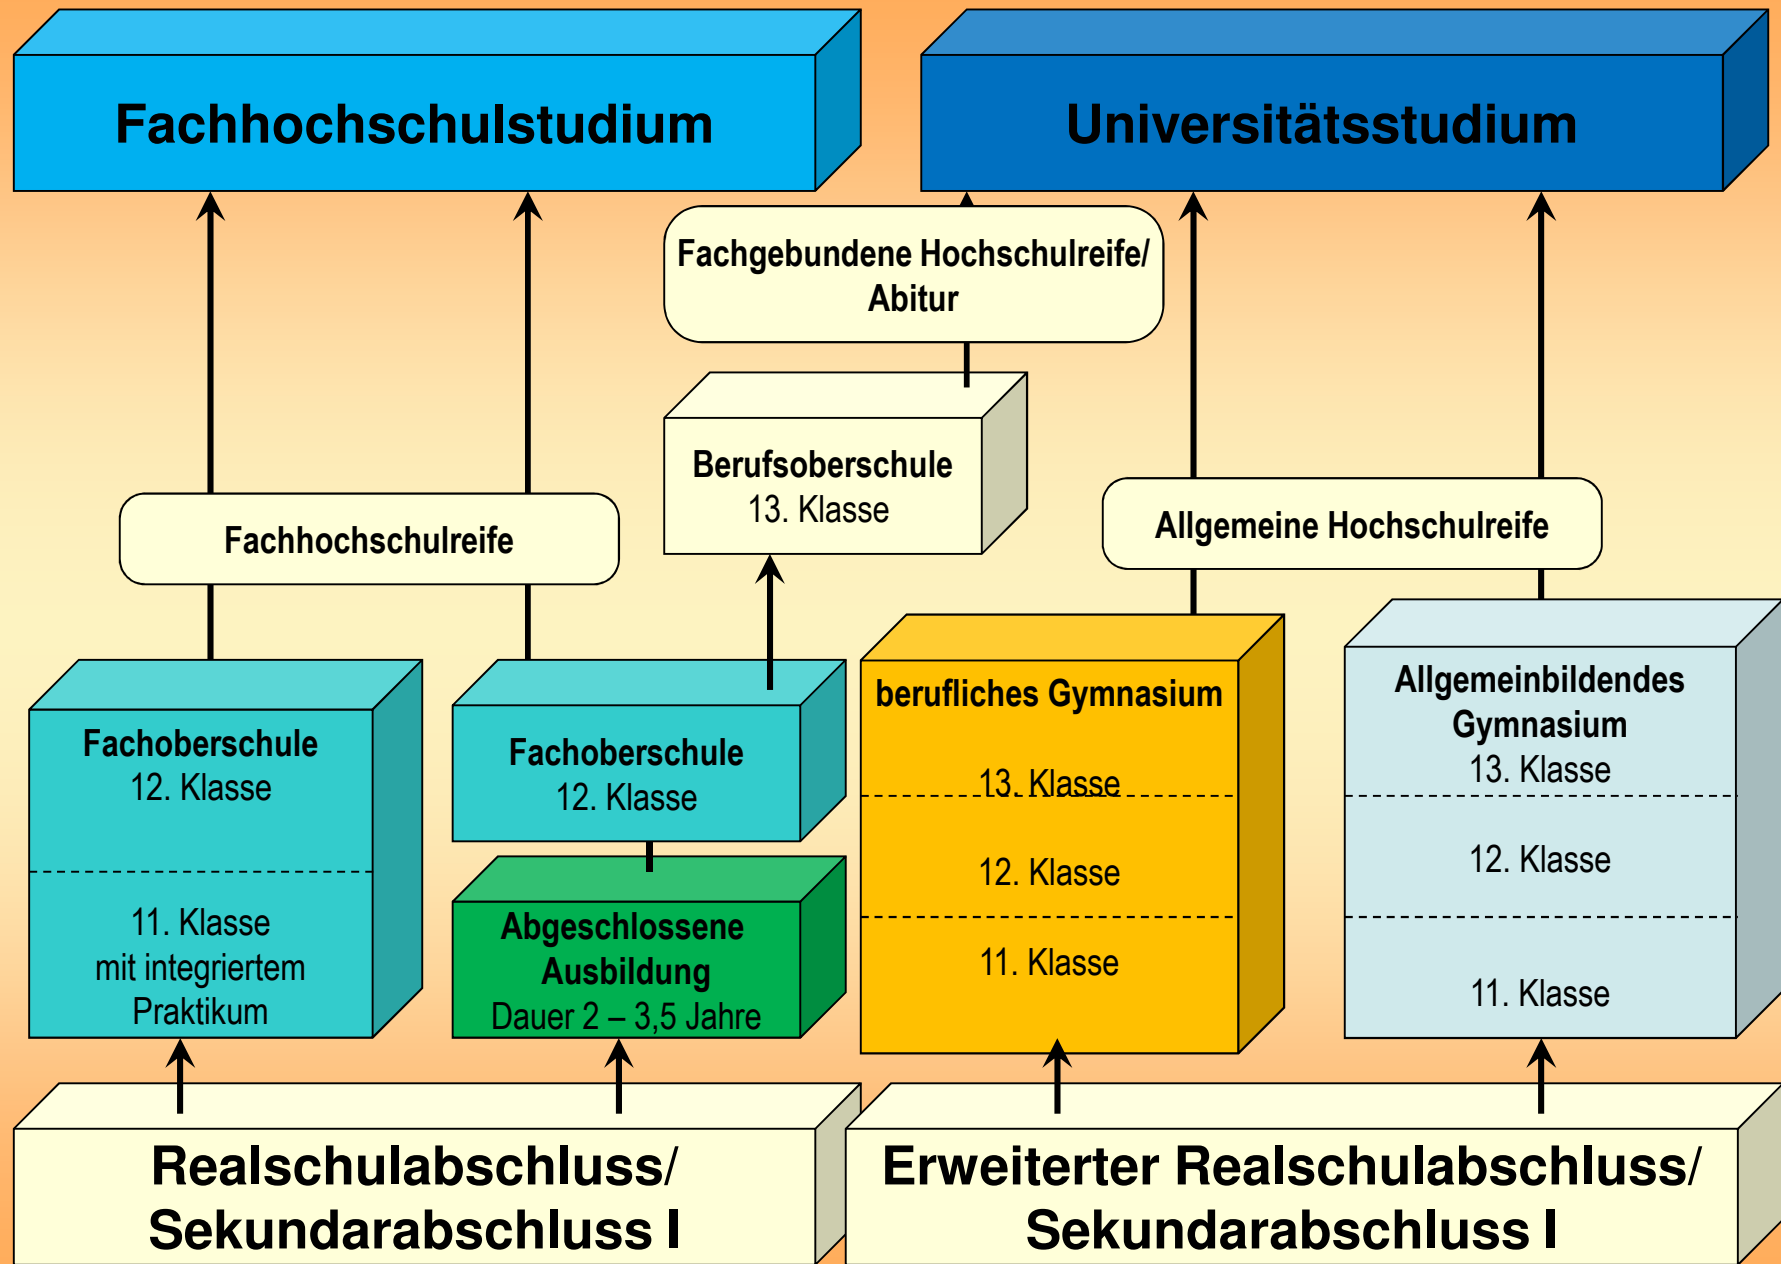 Fachhochschulstudium
Universitätsstudium
Fachgebundene Hochschulreife/
Abitur
Berufsoberschule
13. Klasse
Fachhochschulreife
Allgemeine Hochschulreife
Fachoberschule
12. Klasse
11. Klasse
mit integriertem
Praktikum
Fachoberschule
12. Klasse
Abgeschlossene
Ausbildung
Dauer 2 – 3,5 Jahre
berufliches Gymnasium
13. Klasse
12. Klasse
11. Klasse
Allgemeinbildendes
Gymnasium
13. Klasse
12. Klasse
11. Klasse
Realschulabschluss/
Sekundarabschluss I
Erweiterter Realschulabschluss/
Sekundarabschluss I